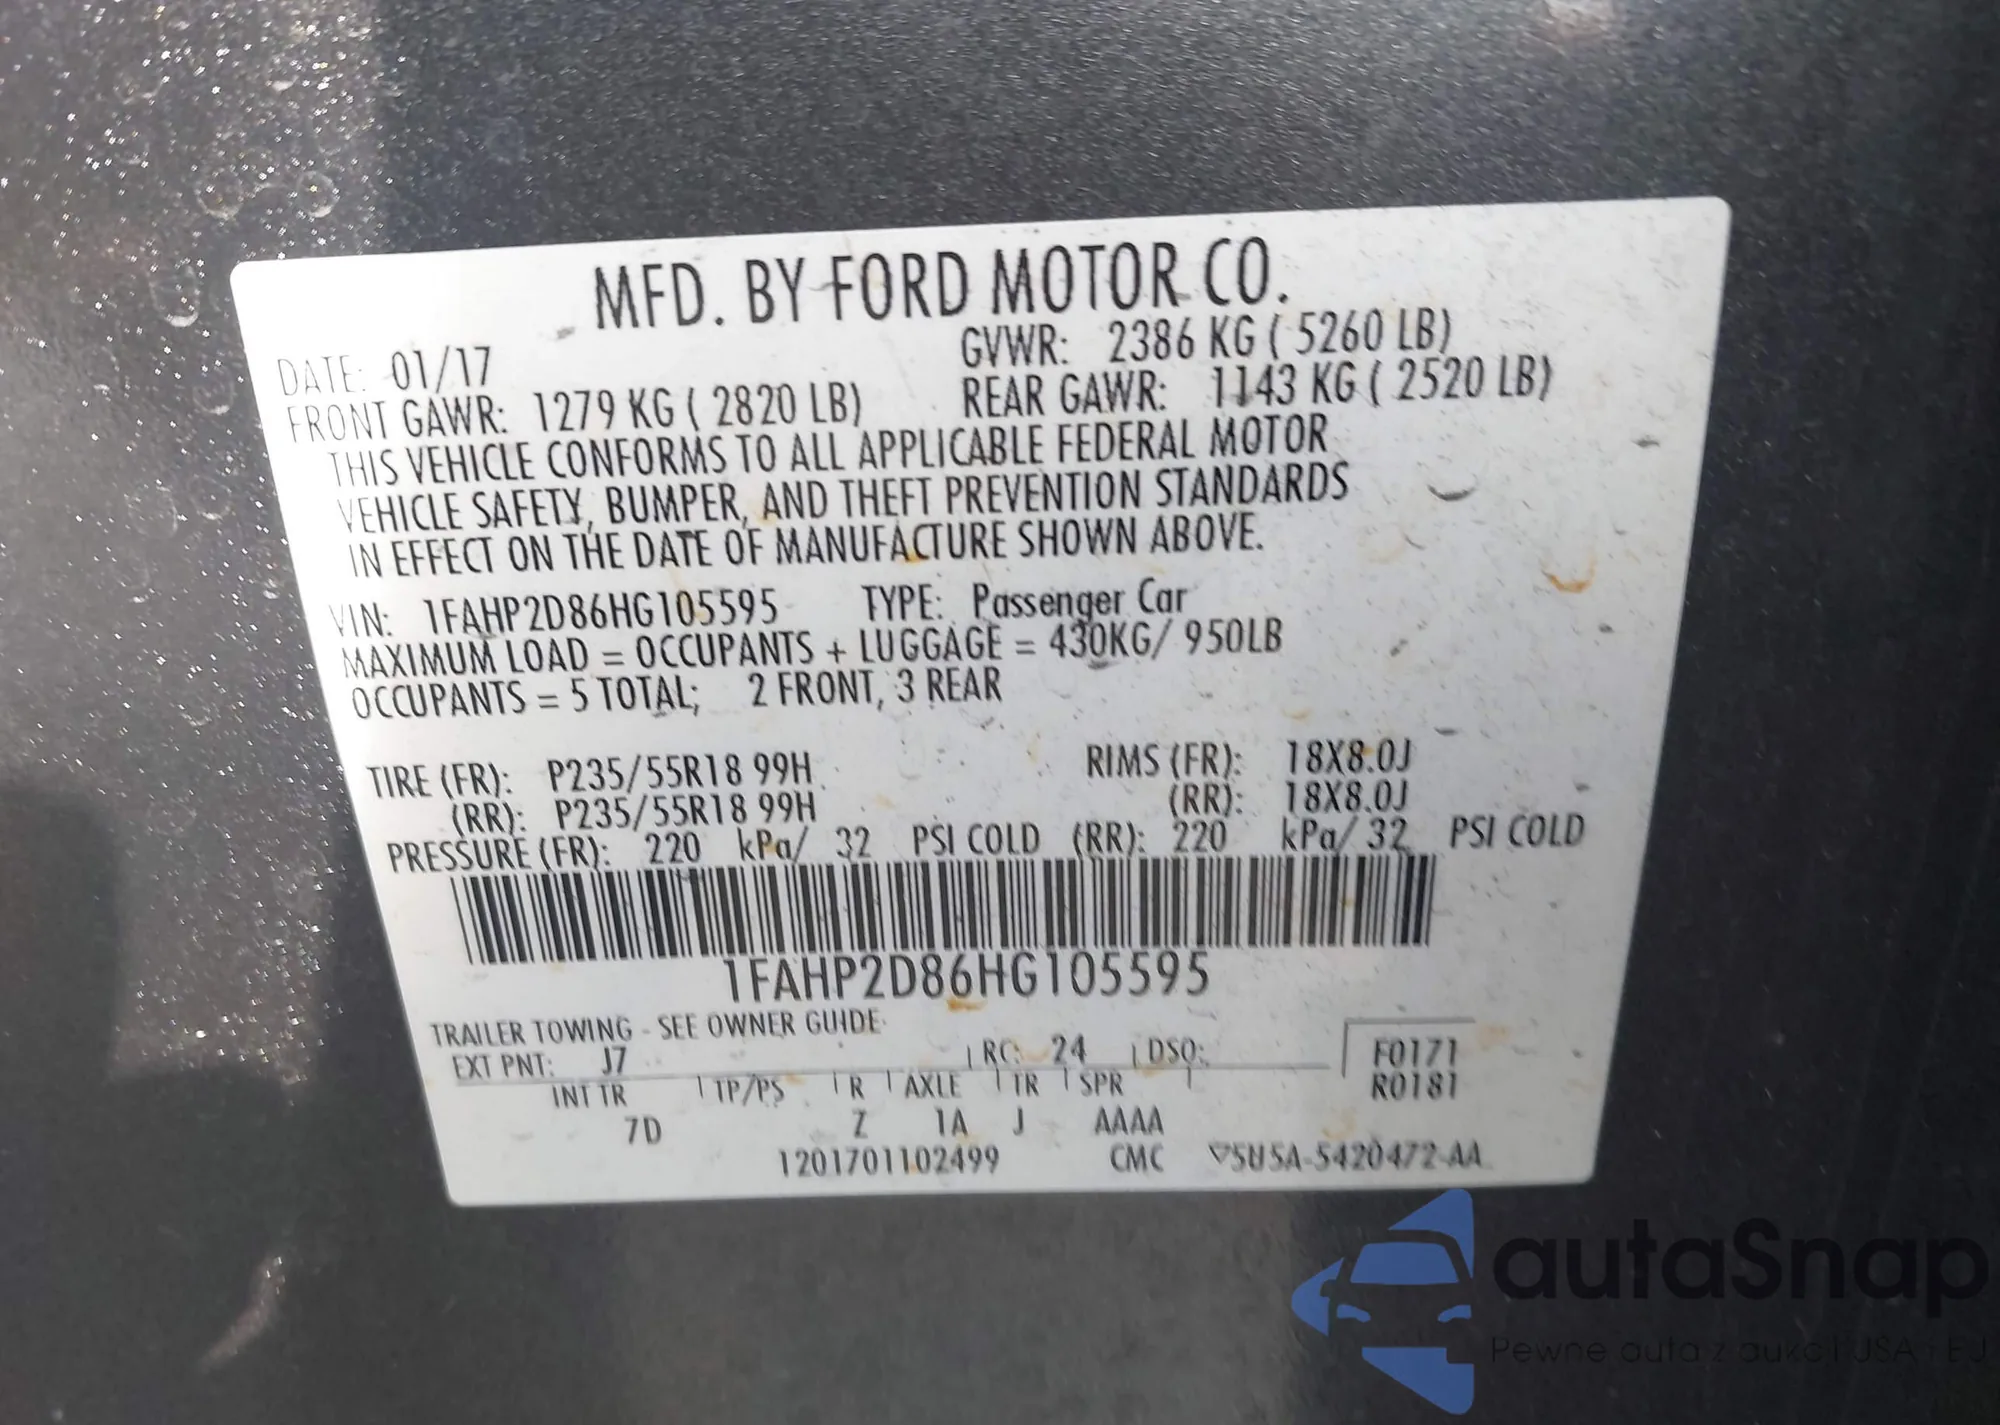 MFD. BY FORD MOTOR CO.
DATE: 01/17
GVWR: 2386 KG ( 5260 LB)
FRONT GAWR: 1279 KG ( 2820 LB)
REAR GAWR: 1143 KG ( 2520 LB)
THIS VEHICLE CONFORMS TO ALL APPLICABLE FEDERAL MOTOR
VEHICLE SAFETY, BUMPER, AND THEFT PREVENTION STANDARDS
IN EFFECT ON THE DATE OF MANUFACTURE SHOWN ABOVE.
VIN: 1FAHP2D86HG105595 TYPE: Passenger Car
MAXIMUM LOAD = OCCUPANTS + LUGGAGE = 430KG/ 950LB
OCCUPANTS = 5 TOTAL; 2 FRONT, 3 REAR
TIRE (FR): P235/55R18 99H RIMS (FR): 18X8.0J
(RR): P235/55R18 99H (RR): 18X8.0J
PRESSURE (FR): 220 kPa/ 32 PSI COLD (RR): 220 kPa/ 32 PSI COLD
1FAHP2D86HG105595
TRAILER TOWING - SEE OWNER GUIDE
EXT PNT: J7 RC: 24 DSO: F0171
INT TR TP/PS R AXLE TR SPR R0181
7D Z 1A J AAAA
1201701102499 CMC ▽5U5A-5420472-AA
autaSnap
Pewne auta z aukcji USA i EJ